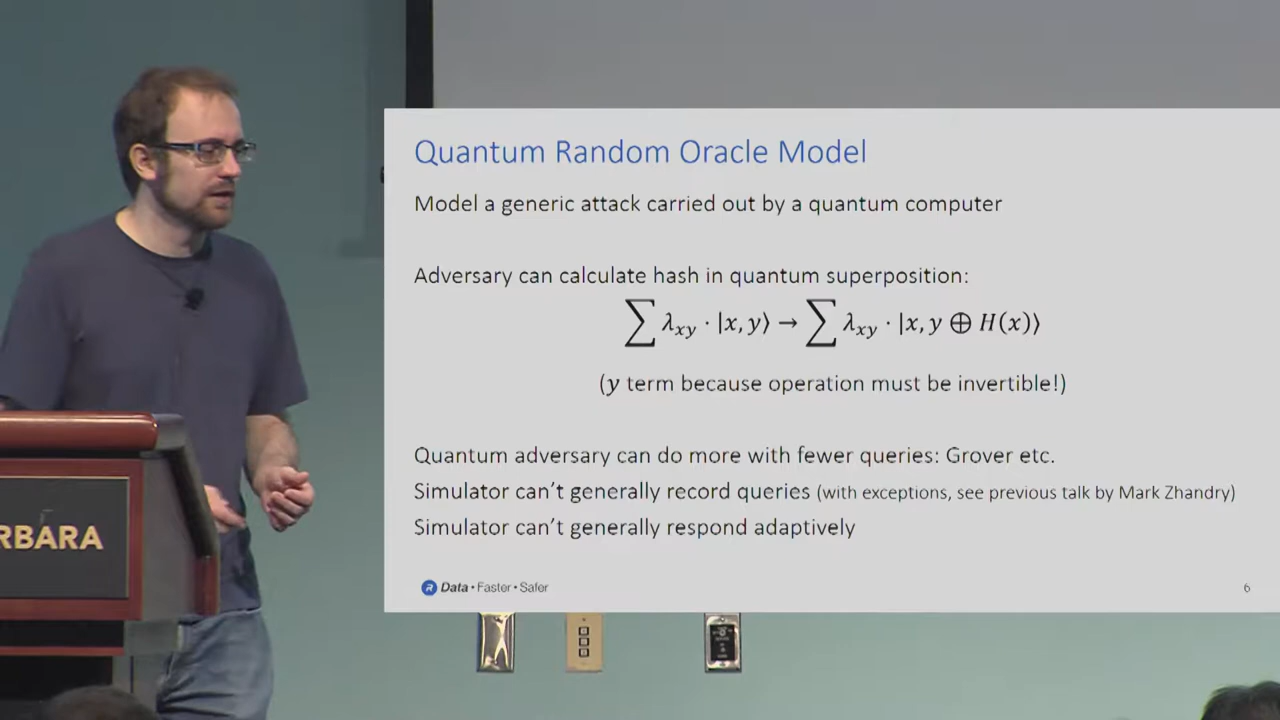 Quantum Random Oracle Model
Model a generic attack carried out by a quantum computer
Adversary can calculate hash in quantum superposition:
∑ λ_xy · |x, y⟩ → ∑ λ_xy · |x, y ⊕ H(x)⟩
(y term because operation must be invertible!)
Quantum adversary can do more with fewer queries: Grover etc.
Simulator can't generally record queries (with exceptions, see previous talk by Mark Zhandry)
Simulator can't generally respond adaptively
R Data • Faster • Safer
6
RBARA